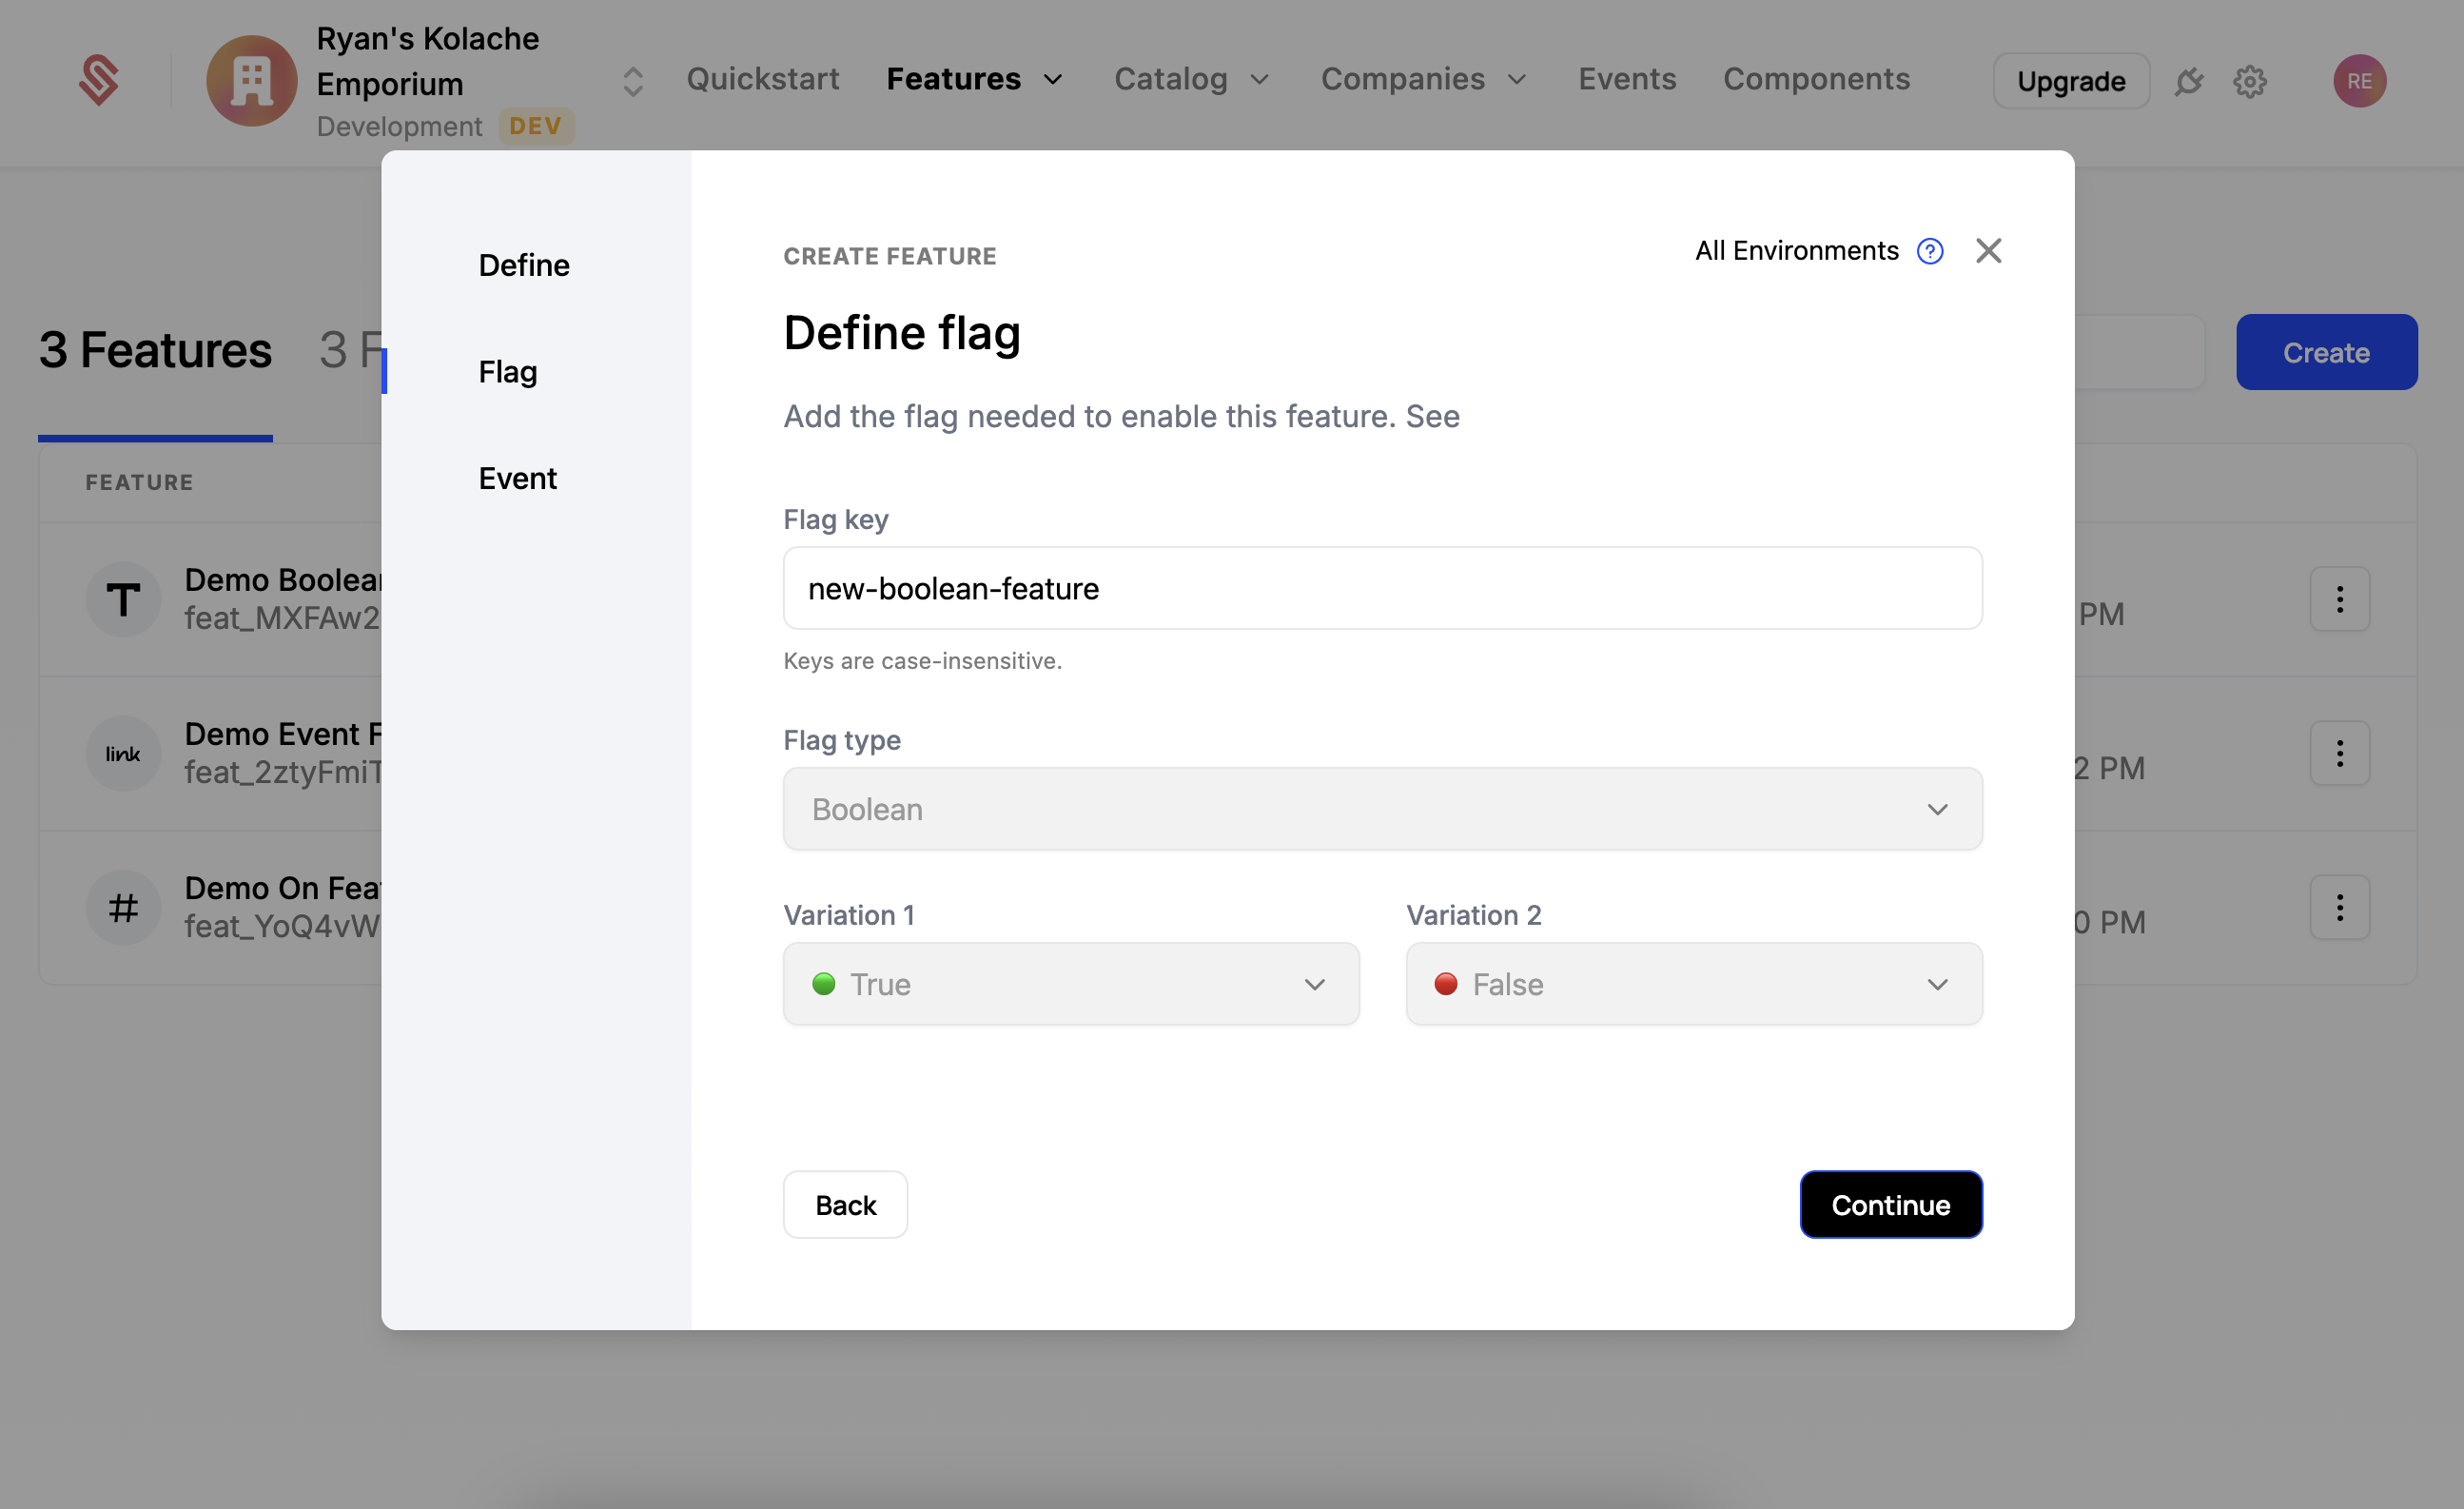 Ryan's Kolache
Emporium
Development DEV
Quickstart Features Catalog Companies Events Components
Upgrade
RE
3 Features 3 F
Create
FEATURE
Demo Boolea
feat_MXFAw2
PM
link
Demo Event F
feat_2ztyFmiT
2 PM
#
Demo On Fea
feat_YoQ4vW
0 PM
Define
Flag
Event
CREATE FEATURE
All Environments ?
Define flag
Add the flag needed to enable this feature. See
Flag key
new-boolean-feature
Keys are case-insensitive.
Flag type
Boolean
Variation 1 Variation 2
True False
Back Continue